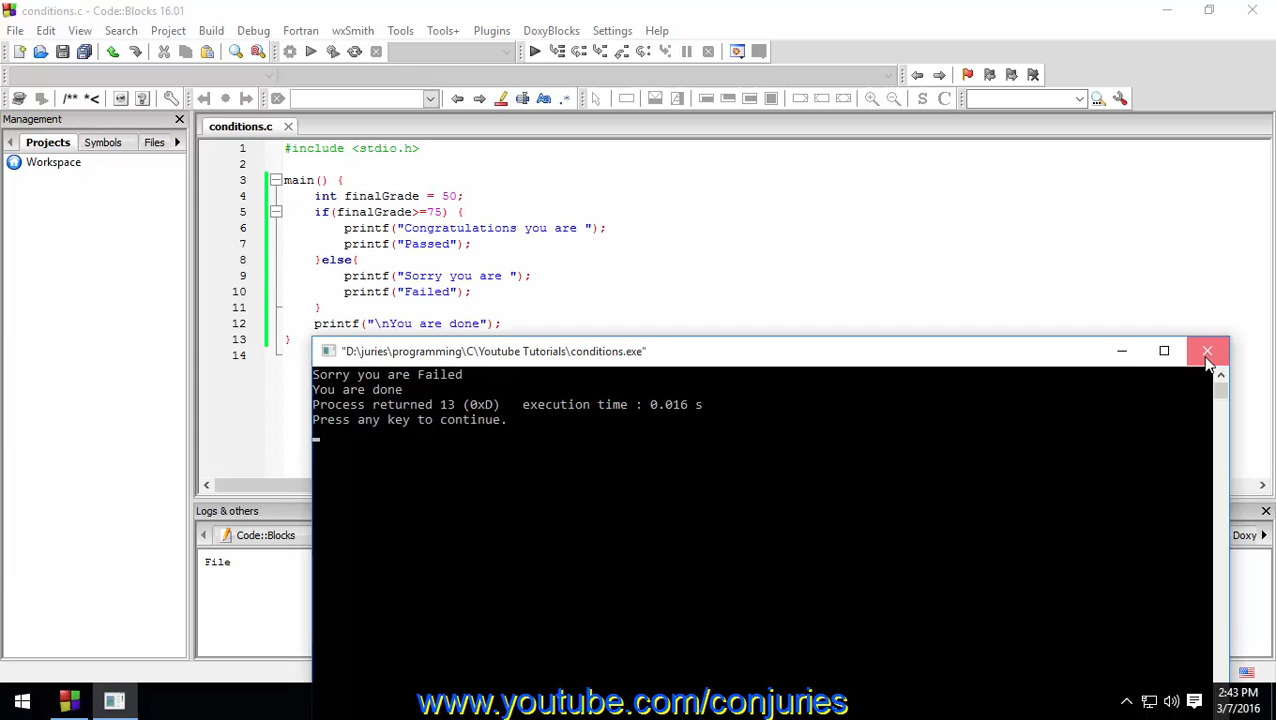 conditions.c - Code::Blocks 16.01
File Edit View Search Project Build Debug Fortran wxSmith Tools Tools+ Plugins DoxyBlocks Settings Help
/** *<
S C
Management
Projects Symbols Files
Workspace
conditions.c
1 #include <stdio.h>
2
3 main() {
4 int finalGrade = 50;
5 if(finalGrade>=75) {
6 printf("Congratulations you are ");
7 printf("Passed");
8 }else{
9 printf("Sorry you are ");
10 printf("Failed");
11 }
12 printf("\nYou are done");
13 }
14
"D:\juries\programming\C\Youtube Tutorials\conditions.exe"
Sorry you are Failed
You are done
Process returned 13 (0xD) execution time : 0.016 s
Press any key to continue.
Logs & others
Code::Blocks
Doxy
File
www.youtube.com/conjuries
2:43 PM
3/7/2016